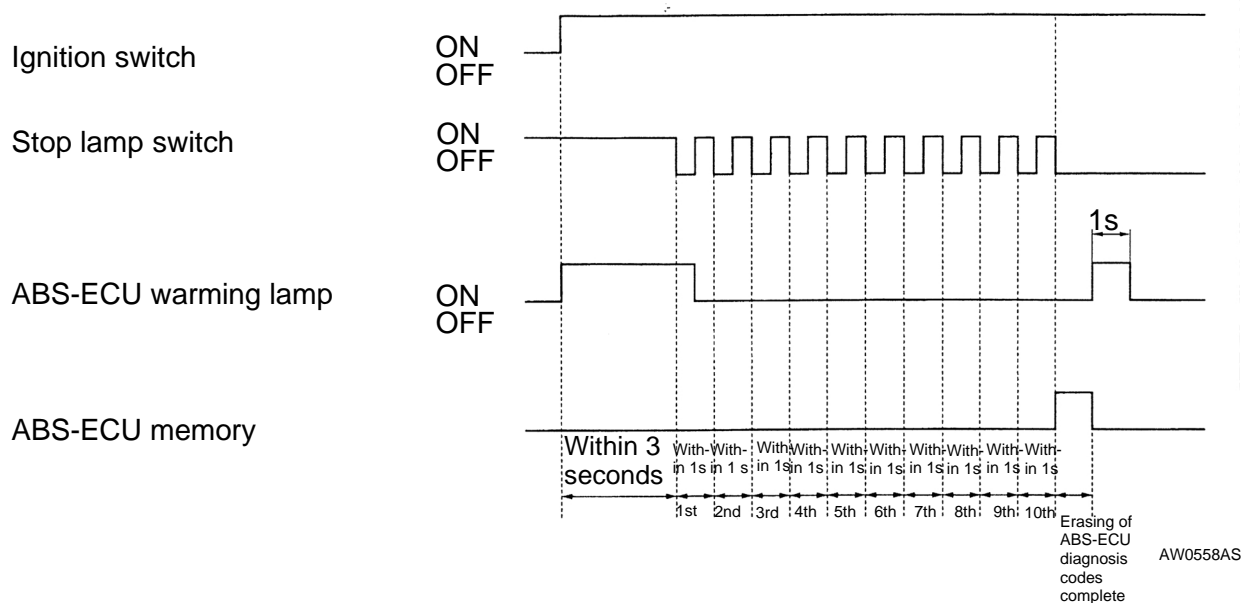 Ignition switch
ON
OFF
Stop lamp switch
ON
OFF
1s
ABS-ECU warming lamp
ON
OFF
ABS-ECU memory
Within 3
seconds
With-
in 1s
With-
in 1 s
With-
in 1s
With-
in 1s
With-
in 1s
With-
in 1s
With-
in 1s
With-
in 1s
With-
in 1s
With-
in 1s
1st
2nd
3rd
4th
5th
6th
7th
8th
9th
10th
Erasing of
ABS-ECU
diagnosis
codes
complete
AW0558AS